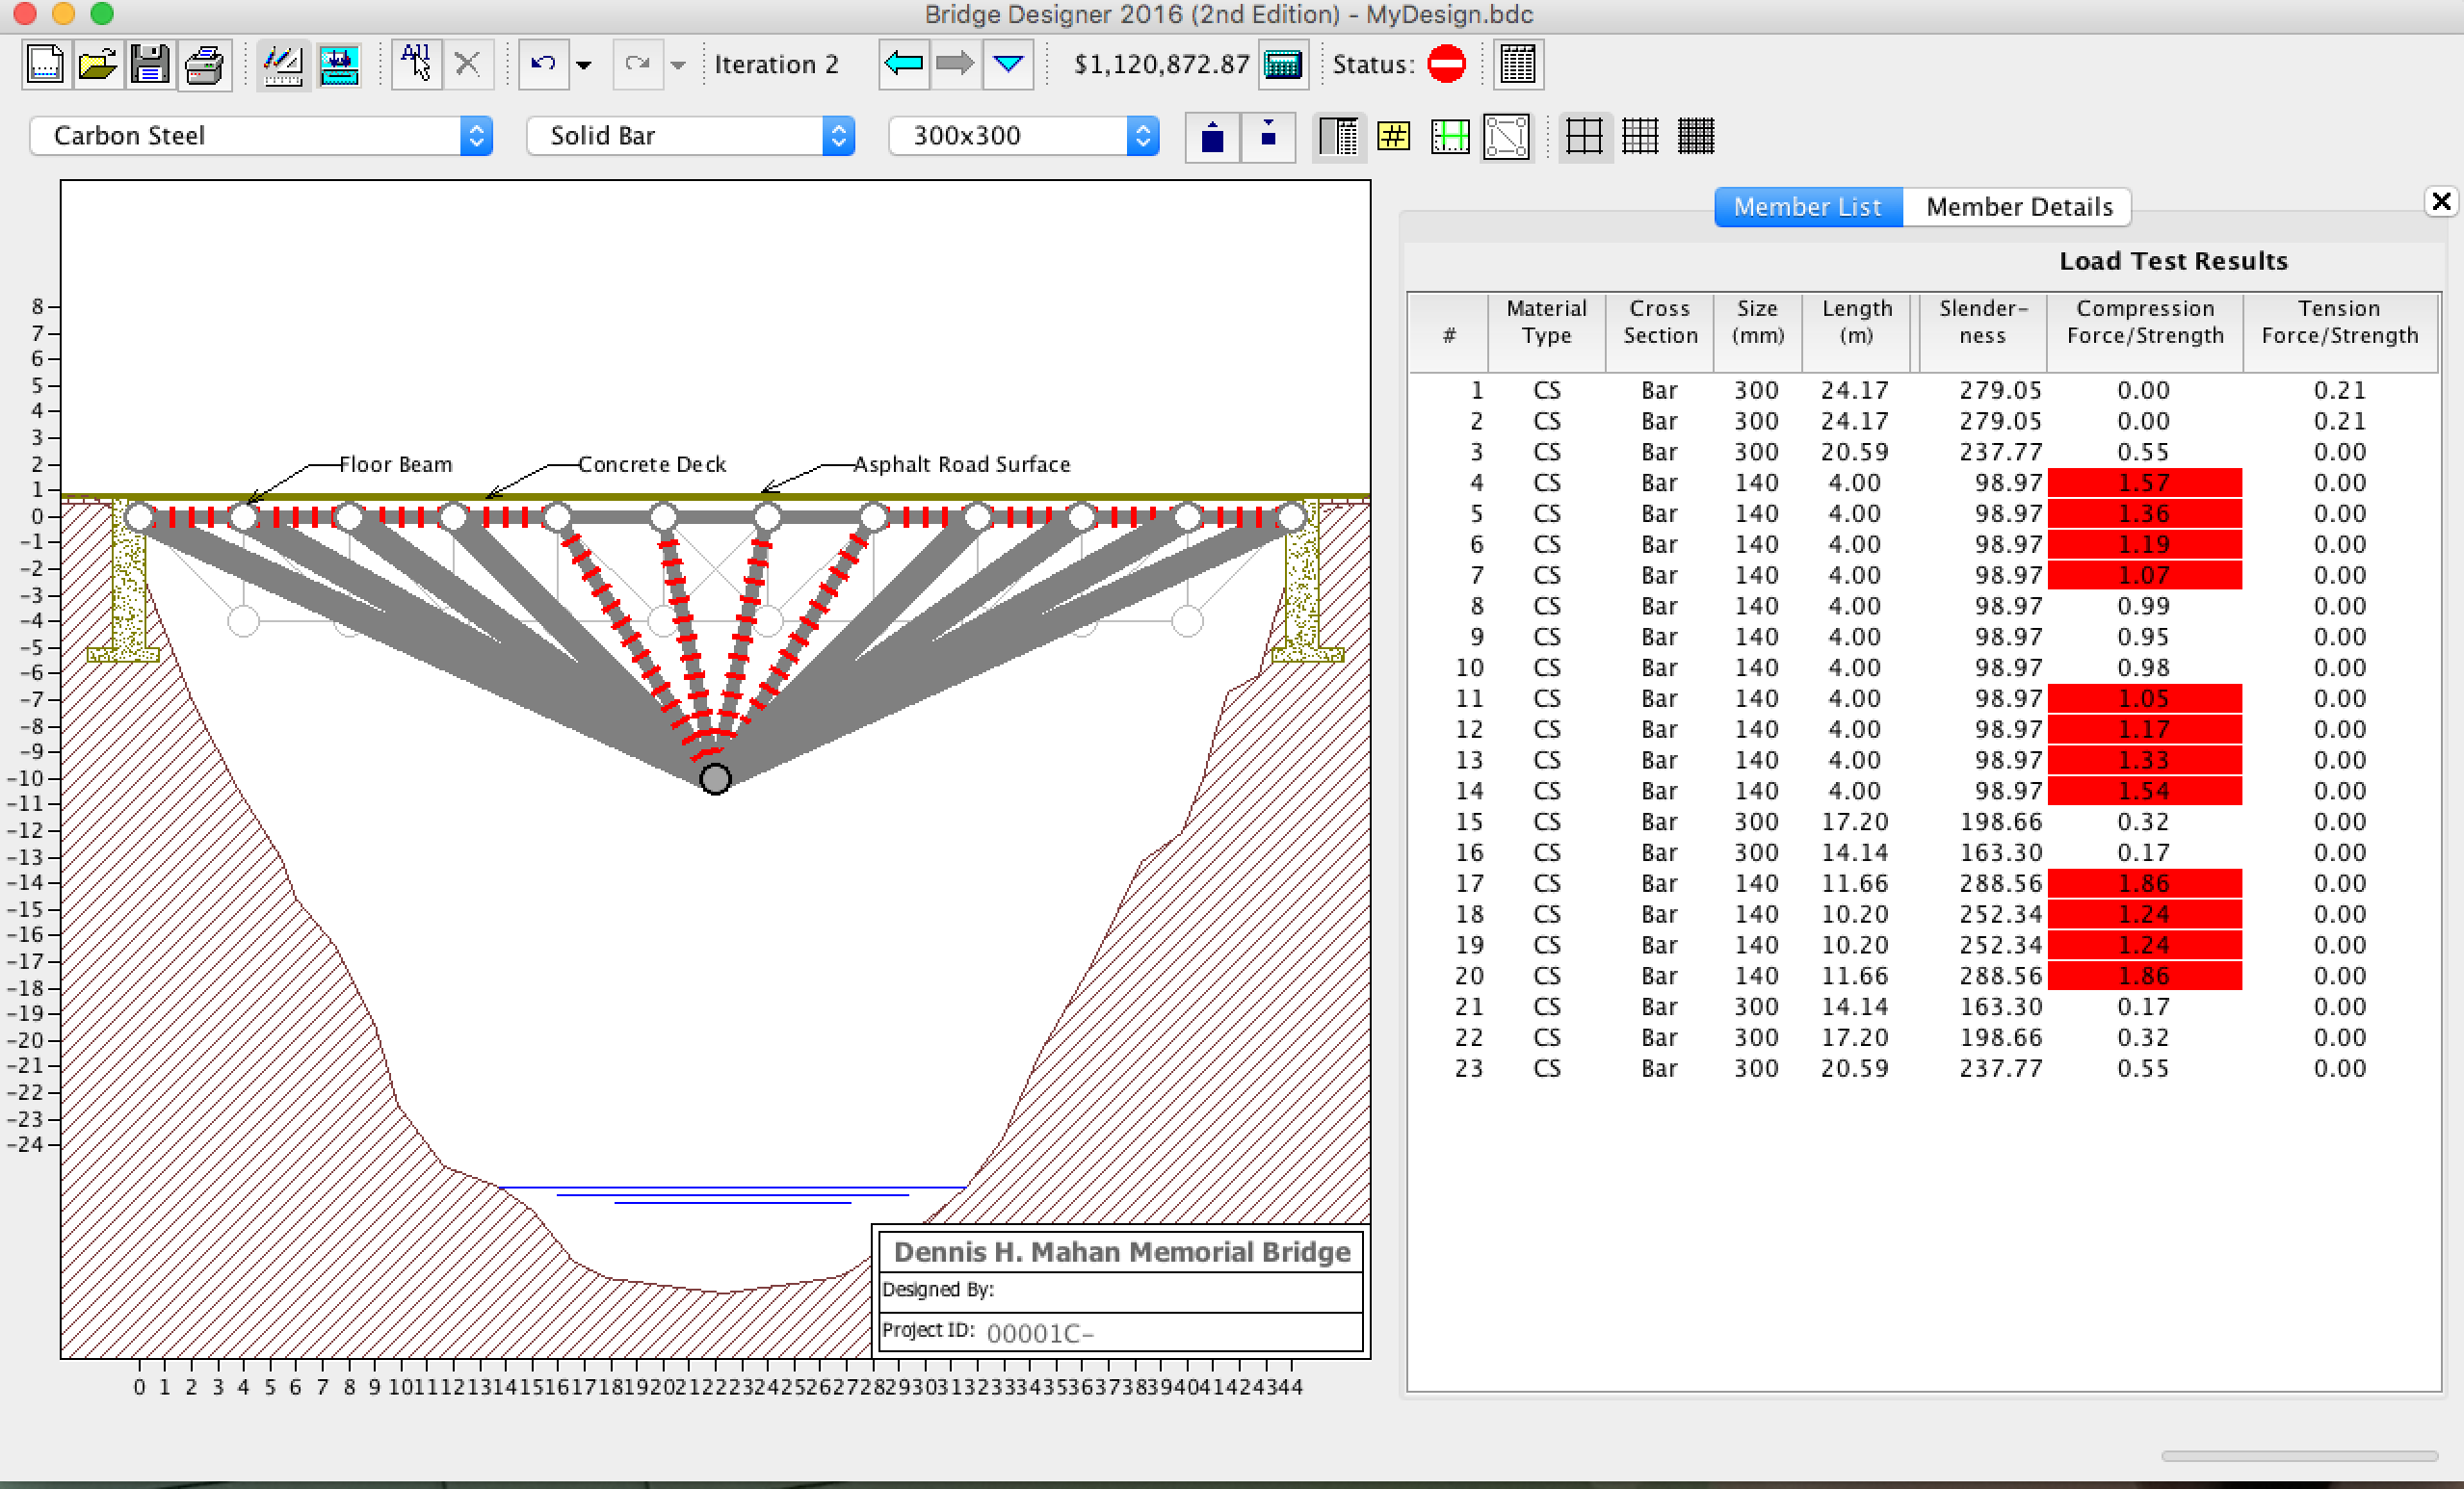 Bridge Designer 2016 (2nd Edition) - MyDesign.bdc
All Iteration 2 $1,120,872.87 Status:
Carbon Steel Solid Bar 300x300 #
Member List Member Details
Load Test Results
# Material Type Cross Section Size (mm) Length (m) Slender- ness Compression Force/Strength Tension Force/Strength
1 CS Bar 300 24.17 279.05 0.00 0.21
2 CS Bar 300 24.17 279.05 0.00 0.21
3 CS Bar 300 20.59 237.77 0.55 0.00
4 CS Bar 140 4.00 98.97 1.57 0.00
5 CS Bar 140 4.00 98.97 1.36 0.00
6 CS Bar 140 4.00 98.97 1.19 0.00
7 CS Bar 140 4.00 98.97 1.07 0.00
8 CS Bar 140 4.00 98.97 0.99 0.00
9 CS Bar 140 4.00 98.97 0.95 0.00
10 CS Bar 140 4.00 98.97 0.98 0.00
11 CS Bar 140 4.00 98.97 1.05 0.00
12 CS Bar 140 4.00 98.97 1.17 0.00
13 CS Bar 140 4.00 98.97 1.33 0.00
14 CS Bar 140 4.00 98.97 1.54 0.00
15 CS Bar 300 17.20 198.66 0.32 0.00
16 CS Bar 300 14.14 163.30 0.17 0.00
17 CS Bar 140 11.66 288.56 1.86 0.00
18 CS Bar 140 10.20 252.34 1.24 0.00
19 CS Bar 140 10.20 252.34 1.24 0.00
20 CS Bar 140 11.66 288.56 1.86 0.00
21 CS Bar 300 14.14 163.30 0.17 0.00
22 CS Bar 300 17.20 198.66 0.32 0.00
23 CS Bar 300 20.59 237.77 0.55 0.00
8
7
6
5
4
3
2
1
0
-1
-2
-3
-4
-5
-6
-7
-8
-9
-10
-11
-12
-13
-14
-15
-16
-17
-18
-19
-20
-21
-22
-23
-24
Floor Beam Concrete Deck Asphalt Road Surface
Dennis H. Mahan Memorial Bridge
Designed By:
Project ID: 00001C-
0 1 2 3 4 5 6 7 8 9 10 11 12 13 14 15 16 17 18 19 20 21 22 23 24 25 26 27 28 29 30 31 32 33 34 35 36 37 38 39 40 41 42 43 44